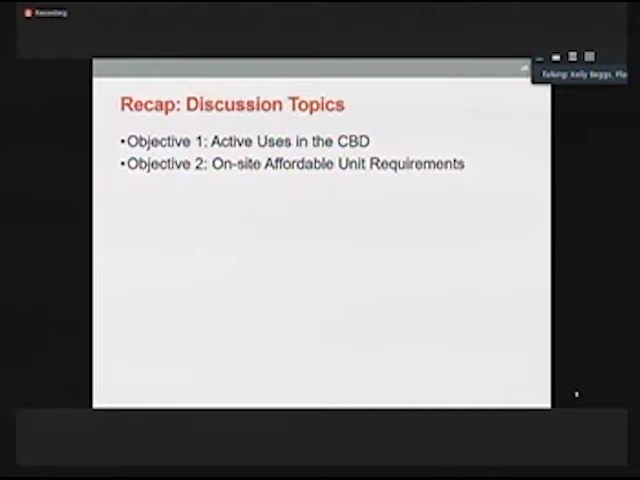 Recording
Talking: Kelly Beggs, Pla
Recap: Discussion Topics
•Objective 1: Active Uses in the CBD
•Objective 2: On-site Affordable Unit Requirements